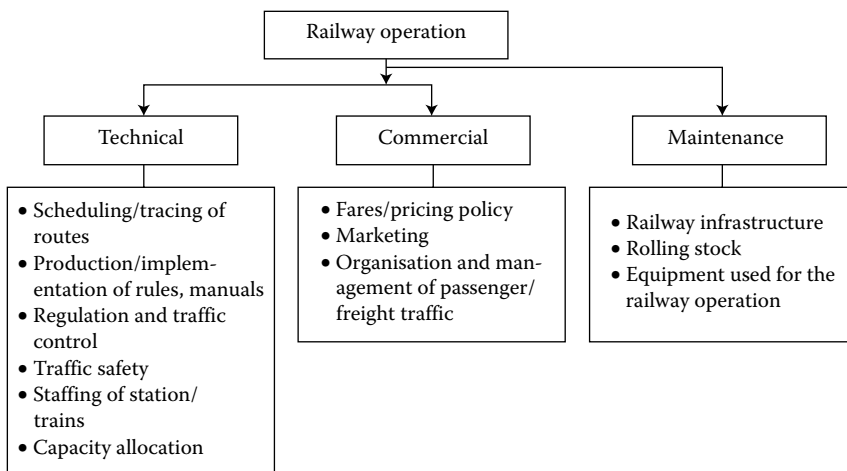 Railway operation
Technical
Commercial
Maintenance
• Scheduling/tracing of
routes
• Production/implem-
entation of rules, manuals
• Regulation and traffic
control
• Traffic safety
• Staffing of station/
trains
• Capacity allocation
• Fares/pricing policy
• Marketing
• Organisation and man-
agement of passenger/
freight traffic
• Railway infrastructure
• Rolling stock
• Equipment used for the
railway operation